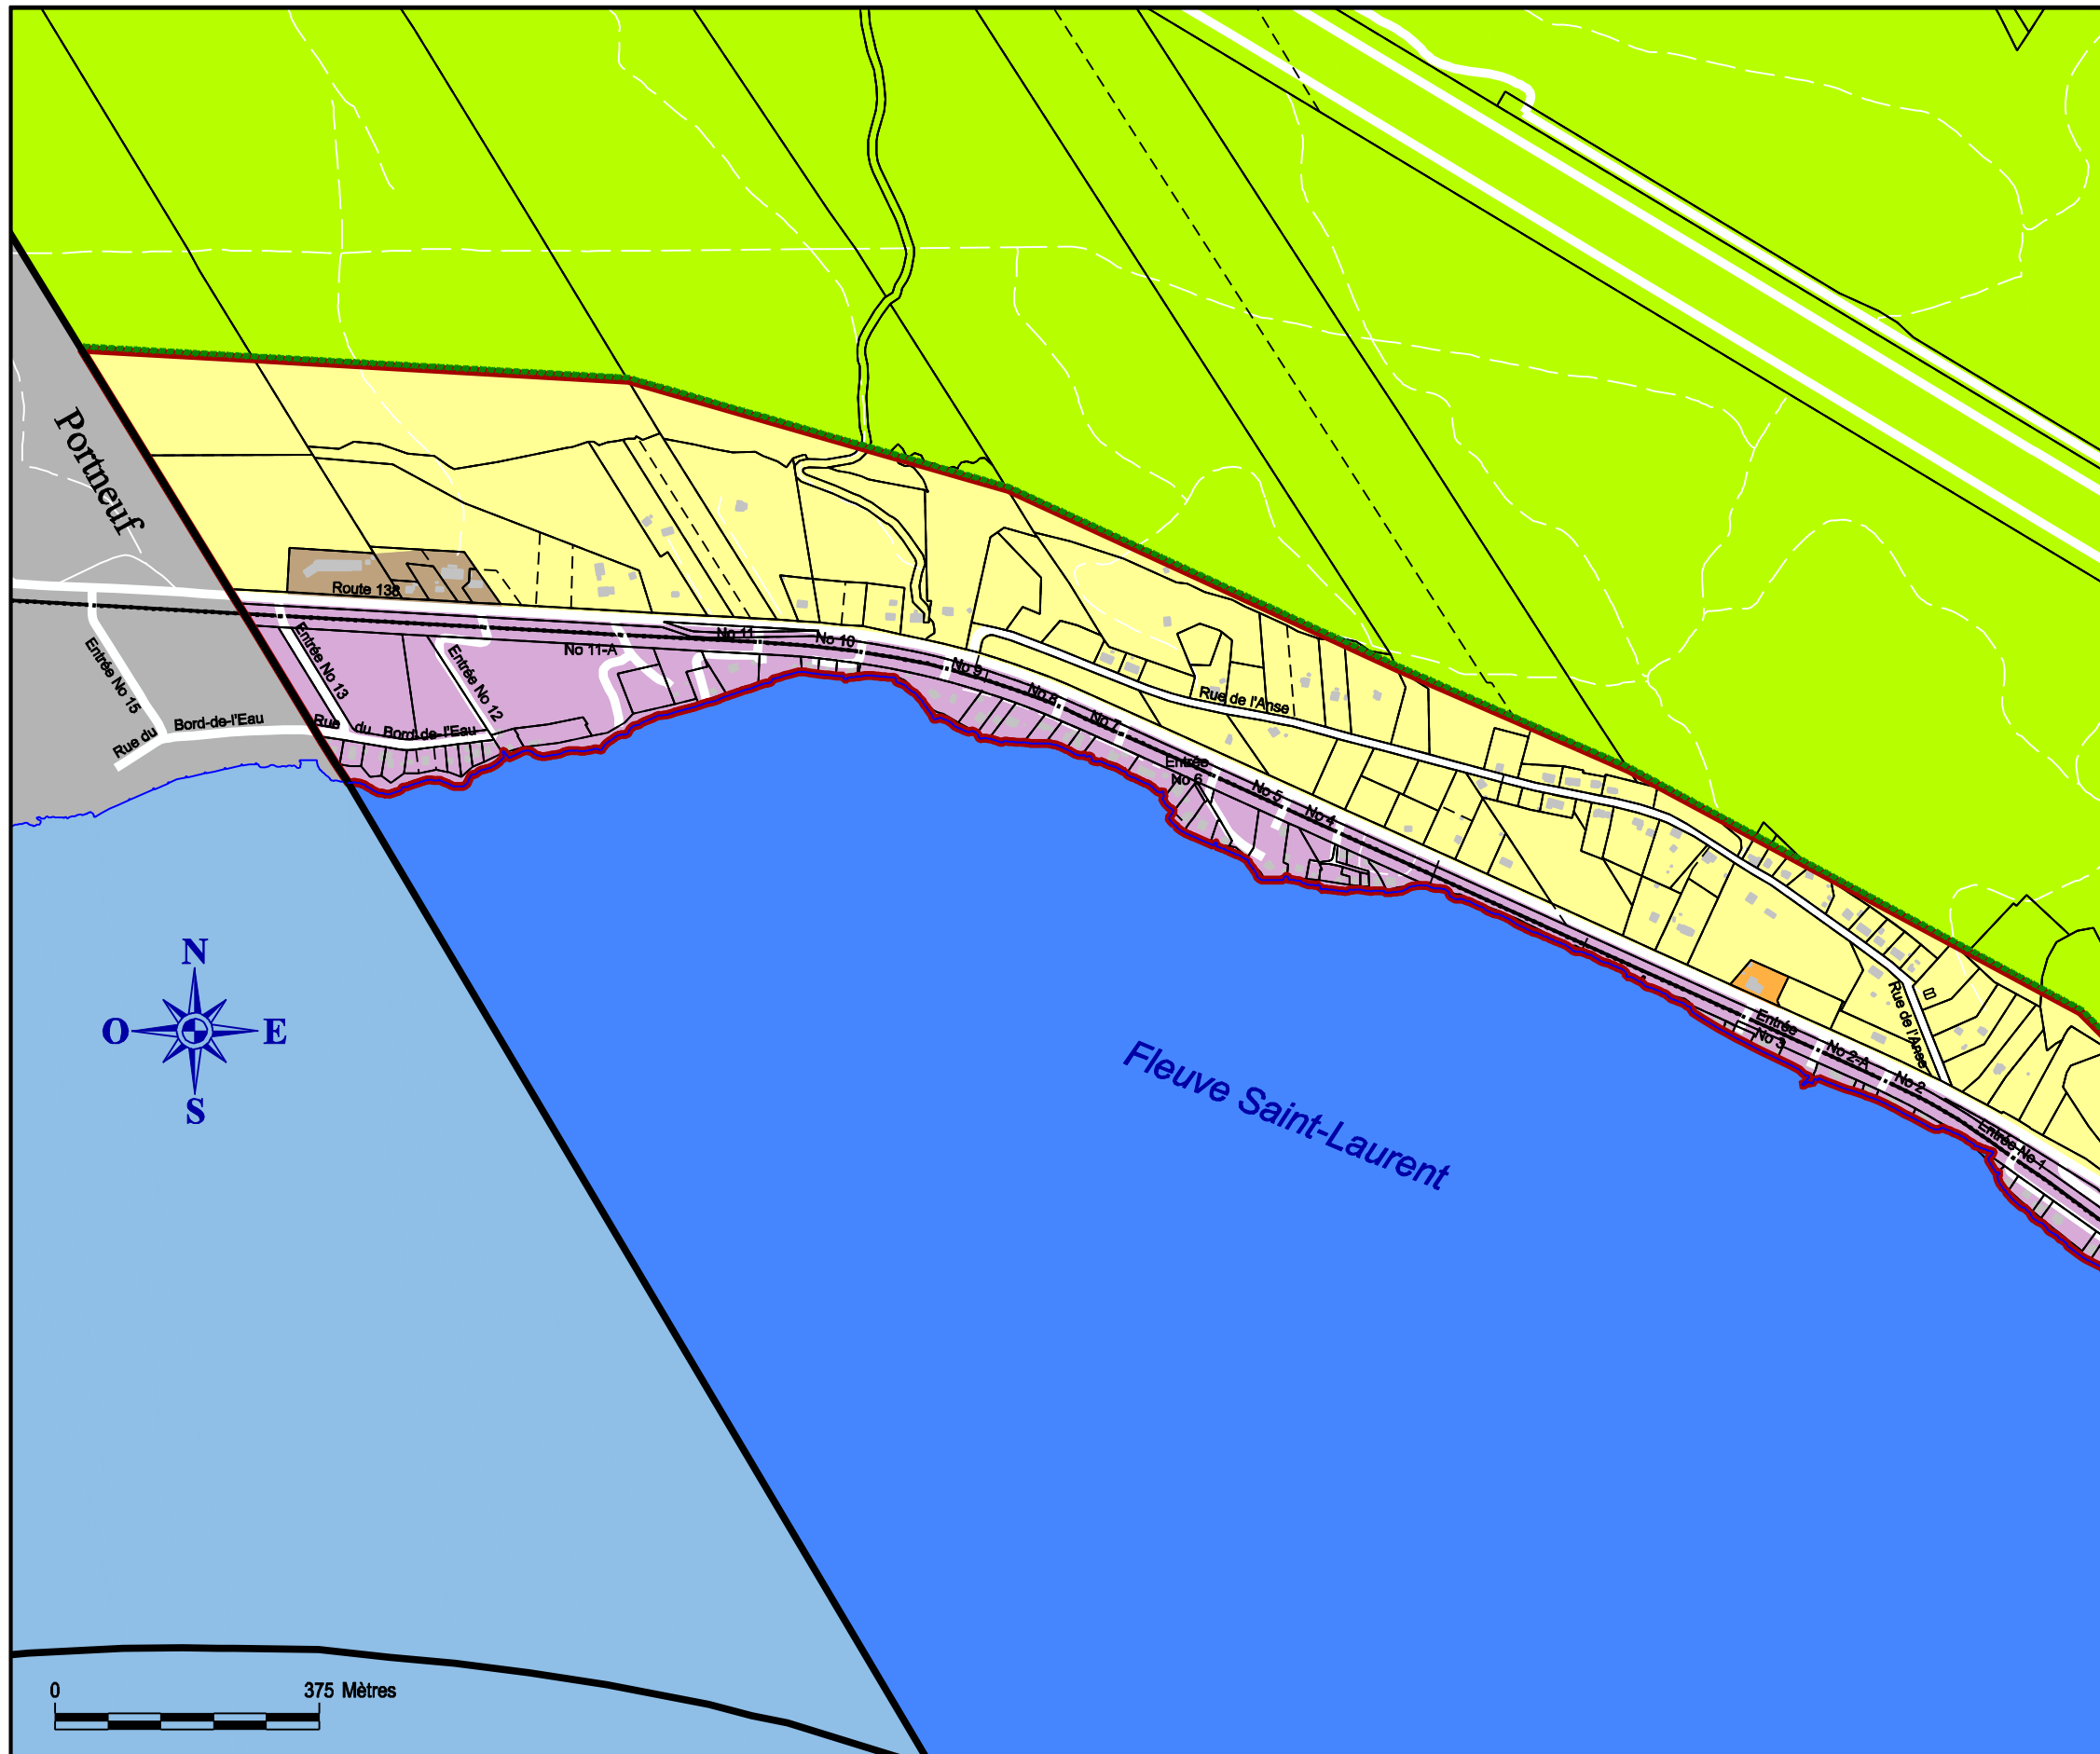 Portneuf
Route 138
Entrée No 15
Rue du
Bord-de-l'Eau
Entrée No 13
Rue du Bord-de-l'Eau
Entrée No 12
No 11-A
No 11
No 10
No 9
No 8
No 7
Entrée
No 6
No 5
No 4
Rue de l'Anse
Rue de l'Anse
Entrée
No 3
No 2-A
No 2
Entrée No 1
N
O
E
S
Fleuve Saint-Laurent
0
375 Mètres